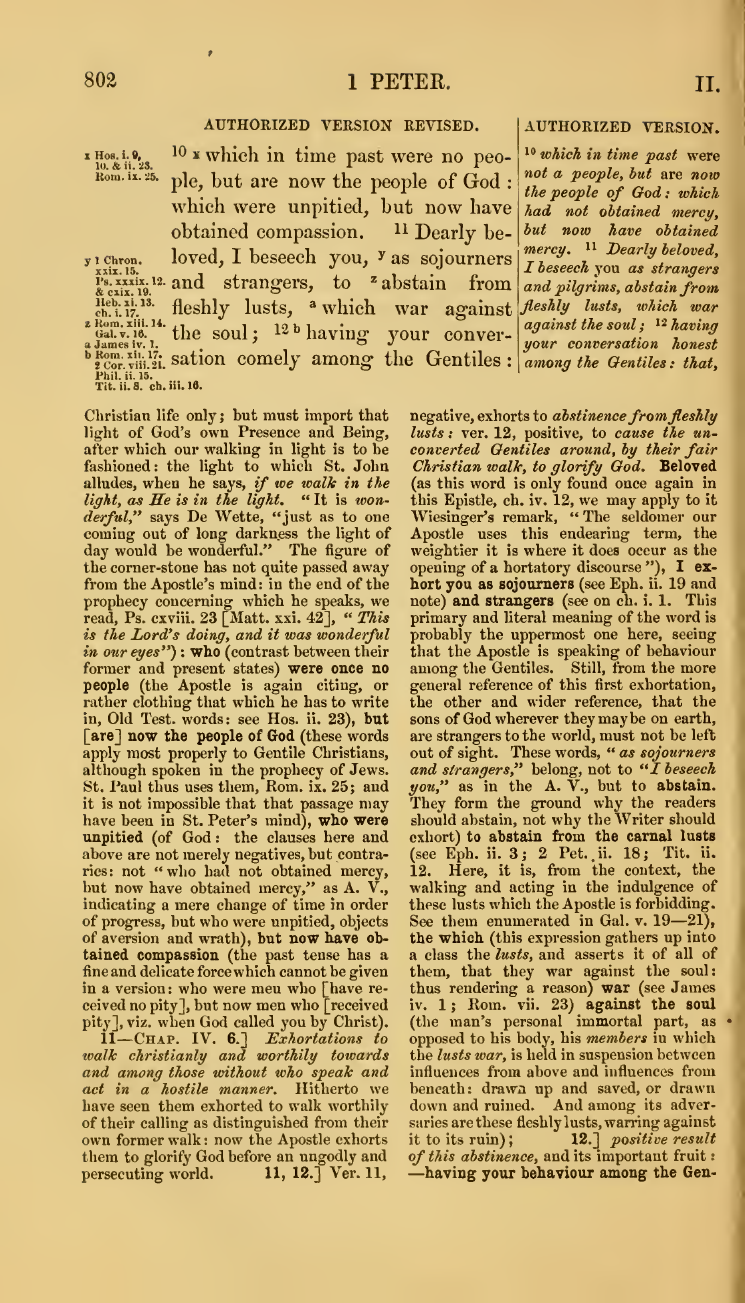 802
1 PETER.
II.
AUTHORIZED VERSION REVISED.
x Hos. i. 9,
10. & ii. 23.
Rom. ix. 25.
y 1 Chron.
xxix. 15.
Ps. xxxix. 12.
& cxix. 19.
Heb. xi. 13.
ch. i. 17.
z Rom. xiii. 14.
Gal. v. 16.
a James iv. 1.
b Rom. xii. 17.
2 Cor. viii. 21.
Phil. ii. 15.
Tit. ii. 8. ch. iii. 16.
10 x which in time past were no peo-
ple, but are now the people of God :
which were unpitied, but now have
obtained compassion. 11 Dearly be-
loved, I beseech you, y as sojourners
and strangers, to z abstain from
fleshly lusts, a which war against
the soul; 12 b having your conver-
sation comely among the Gentiles :
AUTHORIZED VERSION.
10 which in time past were
not a people, but are now
the people of God: which
had not obtained mercy,
but now have obtained
mercy. 11 Dearly beloved,
I beseech you as strangers
and pilgrims, abstain from
fleshly lusts, which war
against the soul; 12 having
your conversation honest
among the Gentiles: that,
Christian life only; but must import that
light of God's own Presence and Being,
after which our walking in light is to be
fashioned: the light to which St. John
alludes, when he says, if we walk in the
light, as He is in the light. "It is won-
derful," says De Wette, "just as to one
coming out of long darkness the light of
day would be wonderful." The figure of
the corner-stone has not quite passed away
from the Apostle's mind: in the end of the
prophecy concerning which he speaks, we
read, Ps. cxviii. 23 [Matt. xxi. 42], "This
is the Lord's doing, and it was wonderful
in our eyes"): who (contrast between their
former and present states) were once no
people (the Apostle is again citing, or
rather clothing that which he has to write
in, Old Test. words: see Hos. ii. 23), but
[are] now the people of God (these words
apply most properly to Gentile Christians,
although spoken in the prophecy of Jews.
St. Paul thus uses them, Rom. ix. 25; and
it is not impossible that that passage may
have been in St. Peter's mind), who were
unpitied (of God: the clauses here and
above are not merely negatives, but contra-
ries: not "who had not obtained mercy,
but now have obtained mercy," as A. V.,
indicating a mere change of time in order
of progress, but who were unpitied, objects
of aversion and wrath), but now have ob-
tained compassion (the past tense has a
fine and delicate force which cannot be given
in a version: who were meu who [have re-
ceived no pity], but now men who [received
pity], viz. when God called you by Christ).
11—CHAP. IV. 6.] Exhortations to
walk christianly and worthily towards
and among those without who speak and
act in a hostile manner. Hitherto we
have seen them exhorted to walk worthily
of their calling as distinguished from their
own former walk: now the Apostle exhorts
them to glorify God before an ungodly and
persecuting world. 11, 12.] Ver. 11,
negative, exhorts to abstinence from fleshly
lusts: ver. 12, positive, to cause the un-
converted Gentiles around, by their fair
Christian walk, to glorify God. Beloved
(as this word is only found once again in
this Epistle, ch. iv. 12, we may apply to it
Wiesinger's remark, "The seldomer our
Apostle uses this endearing term, the
weightier it is where it does occur as the
opening of a hortatory discourse"), I ex-
hort you as sojourners (see Eph. ii. 19 and
note) and strangers (see on ch. i. 1. This
primary and literal meaning of the word is
probably the uppermost one here, seeing
that the Apostle is speaking of behaviour
among the Gentiles. Still, from the more
general reference of this first exhortation,
the other and wider reference, that the
sons of God wherever they may be on earth,
are strangers to the world, must not be left
out of sight. These words, "as sojourners
and strangers," belong, not to "I beseech
you," as in the A. V., but to abstain.
They form the ground why the readers
should abstain, not why the Writer should
exhort) to abstain from the carnal lusts
(see Eph. ii. 3; 2 Pet. ii. 18; Tit. ii.
12. Here, it is, from the context, the
walking and acting in the indulgence of
these lusts which the Apostle is forbidding.
See them enumerated in Gal. v. 19—21),
the which (this expression gathers up into
a class the lusts, and asserts it of all of
them, that they war against the soul:
thus rendering a reason) war (see James
iv. 1; Rom. vii. 23) against the soul
(the man's personal immortal part, as
opposed to his body, his members in which
the lusts war, is held in suspension between
influences from above and influences from
beneath: drawn up and saved, or drawn
down and ruined. And among its adver-
saries are these fleshly lusts, warring against
it to its ruin); 12.] positive result
of this abstinence, and its important fruit:
—having your behaviour among the Gen-